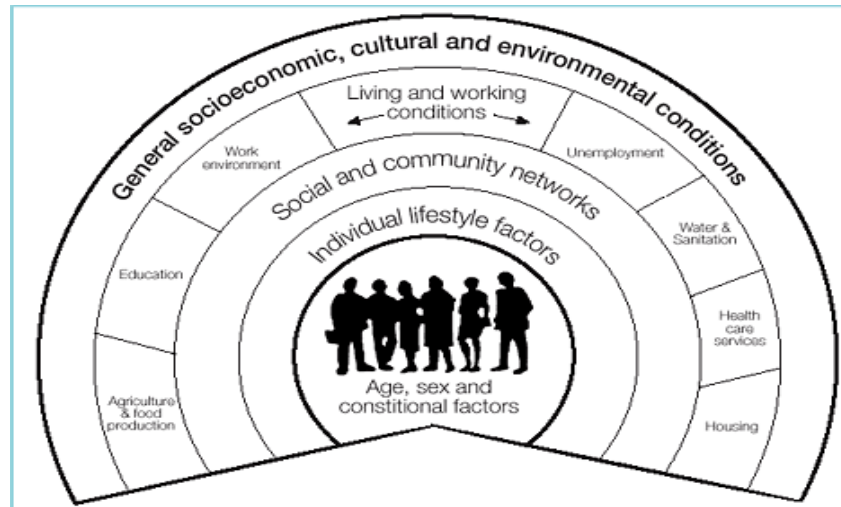 General socioeconomic, cultural and environmental conditions
Living and working
conditions
Work
environment
Unemployment
Social and community networks
Individual lifestyle factors
Education
Water &
Sanitation
Health
care
services
Agriculture
& food
production
Housing
Age, sex and
constitional factors